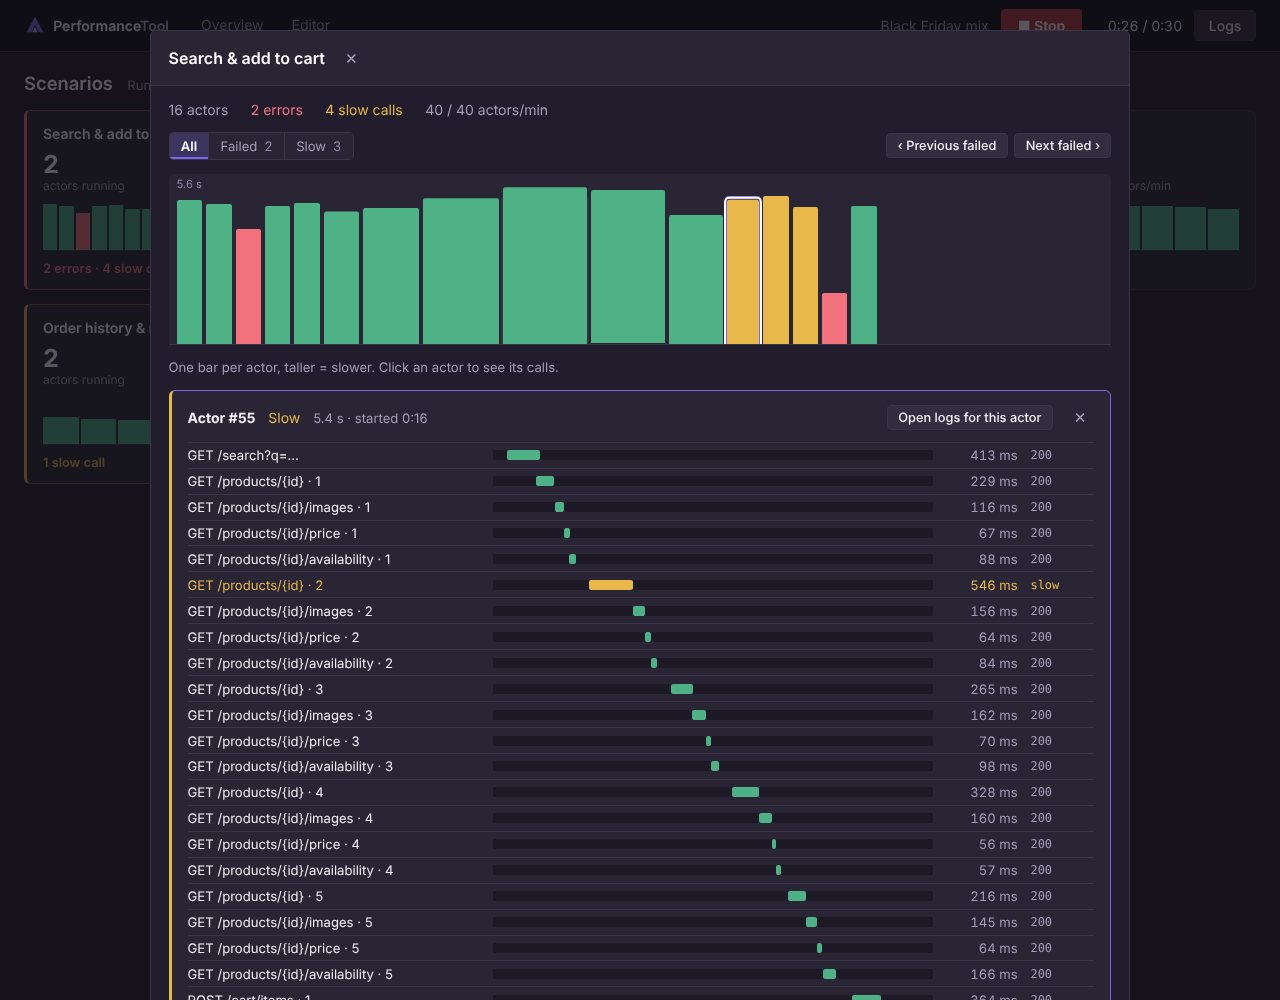 PerformanceTool Overview Editor Black Friday mix Stop 0:26 / 0:30 Logs
Search & add to cart ×
Scenarios
16 actors 2 errors 4 slow calls 40 / 40 actors/min
Search & add to
All Failed 2 Slow 3 ‹ Previous failed Next failed ›
2
actors running
5.6 s
2 errors · 4 slow
Order history &
2
actors running
1 slow call
One bar per actor, taller = slower. Click an actor to see its calls.
Actor #55 Slow 5.4 s · started 0:16 Open logs for this actor ×
GET /search?q=... 413 ms 200
GET /products/{id} · 1 229 ms 200
GET /products/{id}/images · 1 116 ms 200
GET /products/{id}/price · 1 67 ms 200
GET /products/{id}/availability · 1 88 ms 200
GET /products/{id} · 2 546 ms slow
GET /products/{id}/images · 2 156 ms 200
GET /products/{id}/price · 2 64 ms 200
GET /products/{id}/availability · 2 84 ms 200
GET /products/{id} · 3 265 ms 200
GET /products/{id}/images · 3 162 ms 200
GET /products/{id}/price · 3 70 ms 200
GET /products/{id}/availability · 3 98 ms 200
GET /products/{id} · 4 328 ms 200
GET /products/{id}/images · 4 160 ms 200
GET /products/{id}/price · 4 56 ms 200
GET /products/{id}/availability · 4 57 ms 200
GET /products/{id} · 5 216 ms 200
GET /products/{id}/images · 5 145 ms 200
GET /products/{id}/price · 5 64 ms 200
GET /products/{id}/availability · 5 166 ms 200
POST /cart/items · 1 364 ms 200